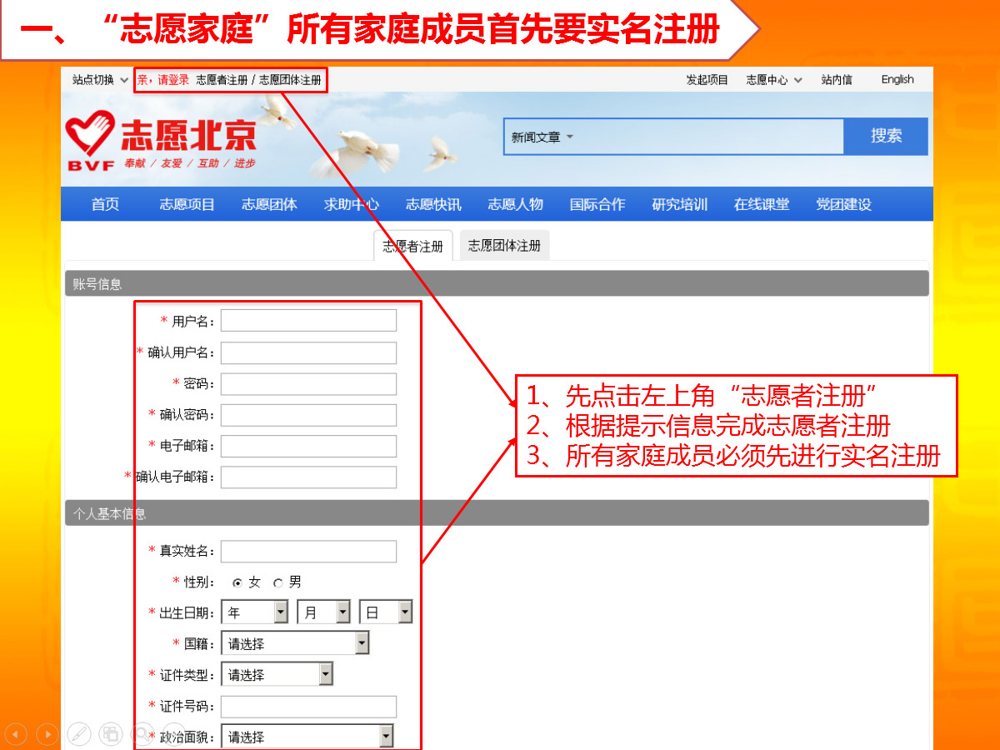 一、“志愿家庭”所有家庭成员首先要实名注册
站点切换 亲，请登录 志愿者注册 / 志愿团体注册 发起项目 志愿中心 站内信 English
志愿北京
BVF 奉献 / 友爱 / 互助 / 进步
新闻文章 搜索
首页 志愿项目 志愿团体 求助中心 志愿快讯 志愿人物 国际合作 研究培训 在线课堂 党团建设
志愿者注册 志愿团体注册
账号信息
* 用户名：
* 确认用户名：
* 密码：
* 确认密码：
* 电子邮箱：
* 确认电子邮箱：
1、先点击左上角“志愿者注册”
2、根据提示信息完成志愿者注册
3、所有家庭成员必须先进行实名注册
个人基本信息
* 真实姓名：
* 性别： 女 男
* 出生日期： 年 月 日
* 国籍： 请选择
* 证件类型： 请选择
* 证件号码：
* 政治面貌： 请选择